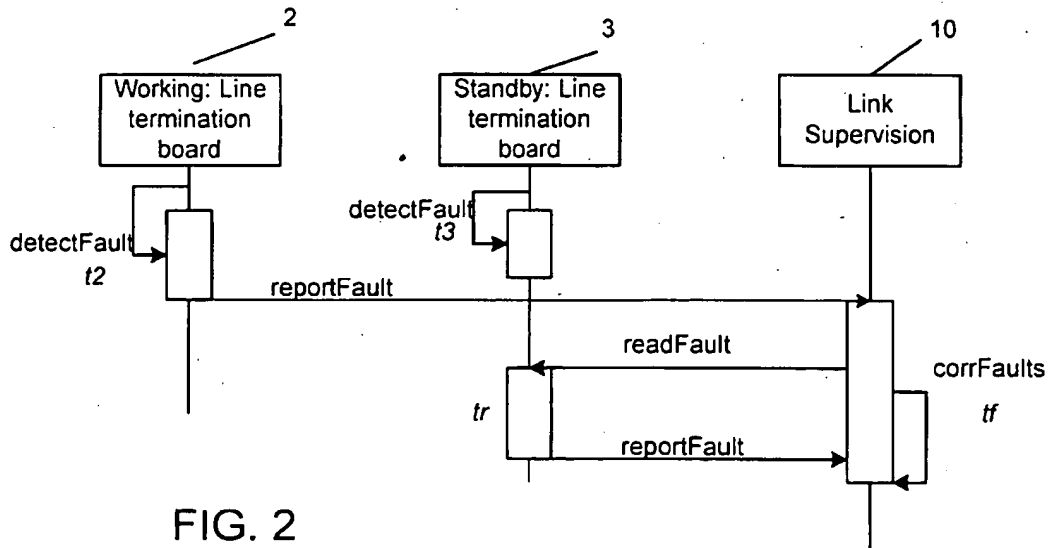 2
3
10
Working: Line
termination
board
Standby: Line
termination
board
Link
Supervision
detectFault
t2
detectFault
t3
reportFault
readFault
corrFaults
tf
tr
reportFault
FIG. 2